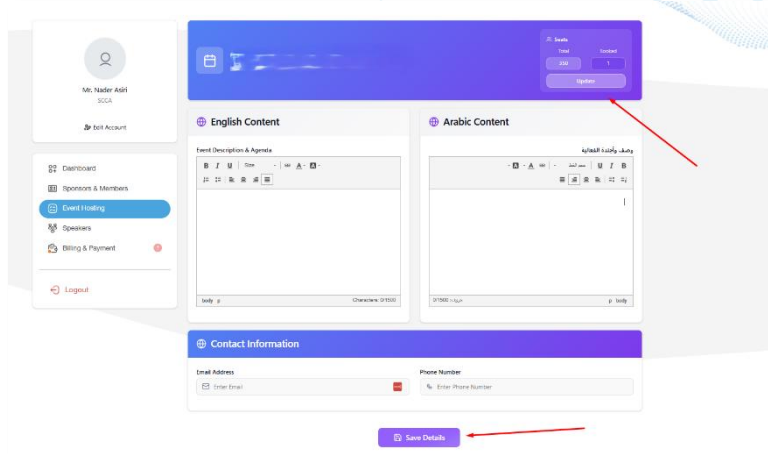 Mr. Nader Asiri
SCCA
Edit Account
Dashboard
Sponsors & Members
Event Hosting
Speakers
Billing & Payment
Logout
Seats
Total Booked
200 1
Update
English Content
Event Description & Agenda
B I U Size A A
body p Characters: 0/1500
Arabic Content
وصف وأجندة الفعالية
B I U A A
حروف: 0/1500 body p
Contact Information
Email Address
Enter Email
Phone Number
Enter Phone Number
Save Details